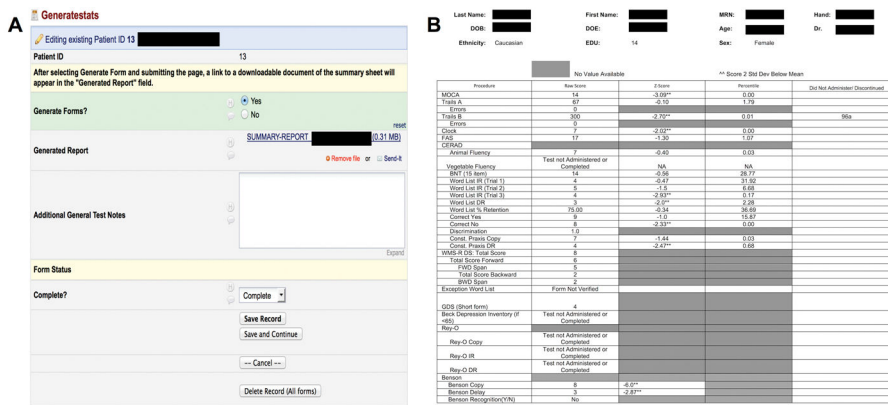 A
Generatestats
Editing existing Patient ID 13
Patient ID 13
After selecting Generate Form and submitting the page, a link to a downloadable document of the summary sheet will
appear in the "Generated Report" field.
Generate Forms?
Yes
No
reset
Generated Report
SUMMARY-REPORT (0.31 MB)
Remove file or Send-It
Additional General Test Notes
Expand
Form Status
Complete?
Complete
Save Record
Save and Continue
-- Cancel --
Delete Record (All forms)
B
Last Name: First Name: MRN: Hand:
DOB: DOE: Age: Dr.
Ethnicity: Caucasian EDU: 14 Sex: Female
No Value Available ^^ Score 2 Std Dev Below Mean
Procedure Raw Score Z-Score Percentile Did Not Administer/ Discontinued
MOCA 14 -3.09** 0.00
Trails A 67 -0.10 1.79
Errors 0
Trails B 300 -2.70** 0.01 96a
Errors 0
Clock 7 -2.02** 0.00
FAS 17 -1.30 1.07
CERAD
Animal Fluency 7 -0.40 0.03
Vegetable Fluency Test not Administered or Completed NA NA
BNT (15 item) 14 -0.56 28.77
Word List IR (Trial 1) 4 -0.47 31.92
Word List IR (Trial 2) 5 -1.5 6.68
Word List IR (Trial 3) 4 -2.93** 0.17
Word List DR 3 -2.0** 2.28
Word List % Retention 75.00 -0.34 36.69
Correct Yes 9 -1.0 15.87
Correct No 8 -2.33** 0.00
Discrimination 1.0
Const. Praxis Copy 7 -1.44 0.03
Const. Praxis DR 4 -2.47** 0.68
WMS-R DS: Total Score 8
Total Score Forward 6
FWD Span 5
Total Score Backward 2
BWD Span 2
Exception Word List Form Not Verified
GDS (Short form) 4
Beck Depression Inventory (if <65) Test not Administered or Completed
Rey-O
Rey-O Copy Test not Administered or Completed
Rey-O IR Test not Administered or Completed
Rey-O DR Test not Administered or Completed
Benson
Benson Copy 8 -6.0**
Benson Delay 3 -2.87**
Benson Recognition(Y/N) No